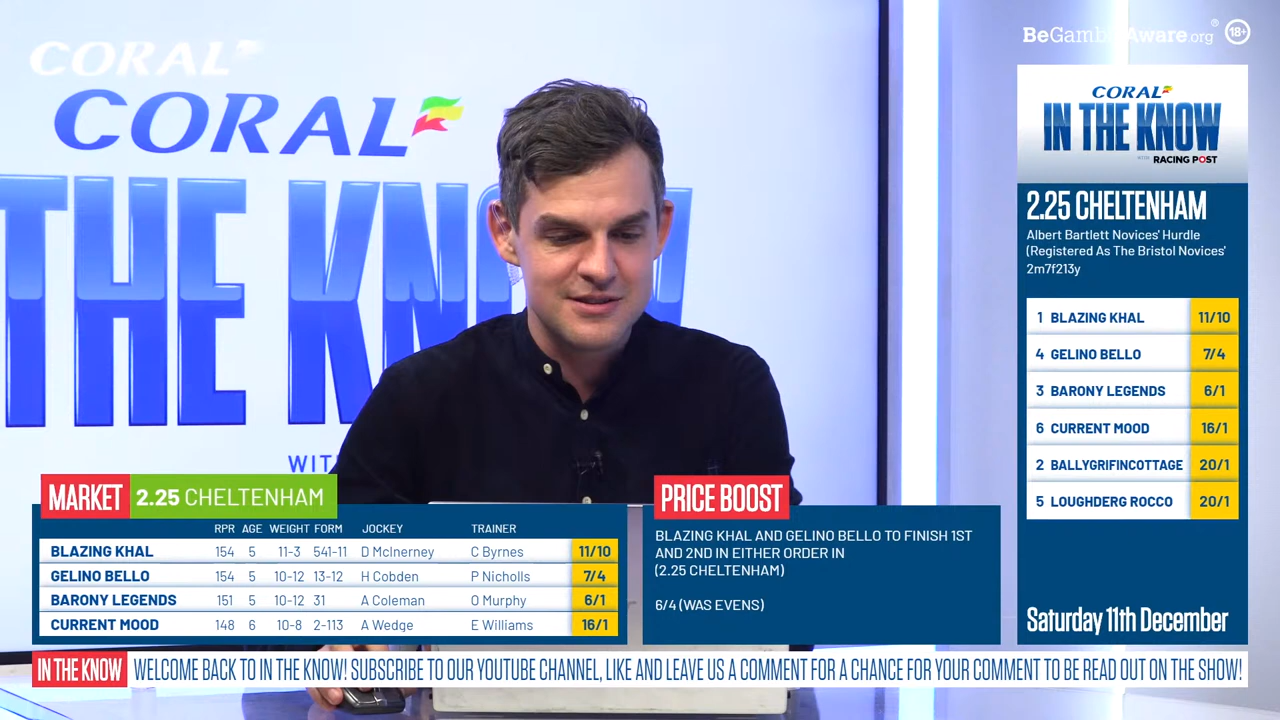 CORAL
BeGambleAware.org® 18+
CORAL
THE KNOW
WIT
CORAL
IN THE KNOW
WITH RACING POST
2.25 CHELTENHAM
Albert Bartlett Novices' Hurdle
(Registered As The Bristol Novices'
2m7f213y
1 BLAZING KHAL 11/10
4 GELINO BELLO 7/4
3 BARONY LEGENDS 6/1
6 CURRENT MOOD 16/1
2 BALLYGRIFINCOTTAGE 20/1
5 LOUGHDERG ROCCO 20/1
Saturday 11th December
MARKET 2.25 CHELTENHAM
RPR AGE WEIGHT FORM JOCKEY TRAINER
BLAZING KHAL 154 5 11-3 541-11 D McInerney C Byrnes 11/10
GELINO BELLO 154 5 10-12 13-12 H Cobden P Nicholls 7/4
BARONY LEGENDS 151 5 10-12 31 A Coleman O Murphy 6/1
CURRENT MOOD 148 6 10-8 2-113 A Wedge E Williams 16/1
PRICE BOOST
BLAZING KHAL AND GELINO BELLO TO FINISH 1ST
AND 2ND IN EITHER ORDER IN
(2.25 CHELTENHAM)
6/4 (WAS EVENS)
IN THE KNOW WELCOME BACK TO IN THE KNOW! SUBSCRIBE TO OUR YOUTUBE CHANNEL, LIKE AND LEAVE US A COMMENT FOR A CHANCE FOR YOUR COMMENT TO BE READ OUT ON THE SHOW!